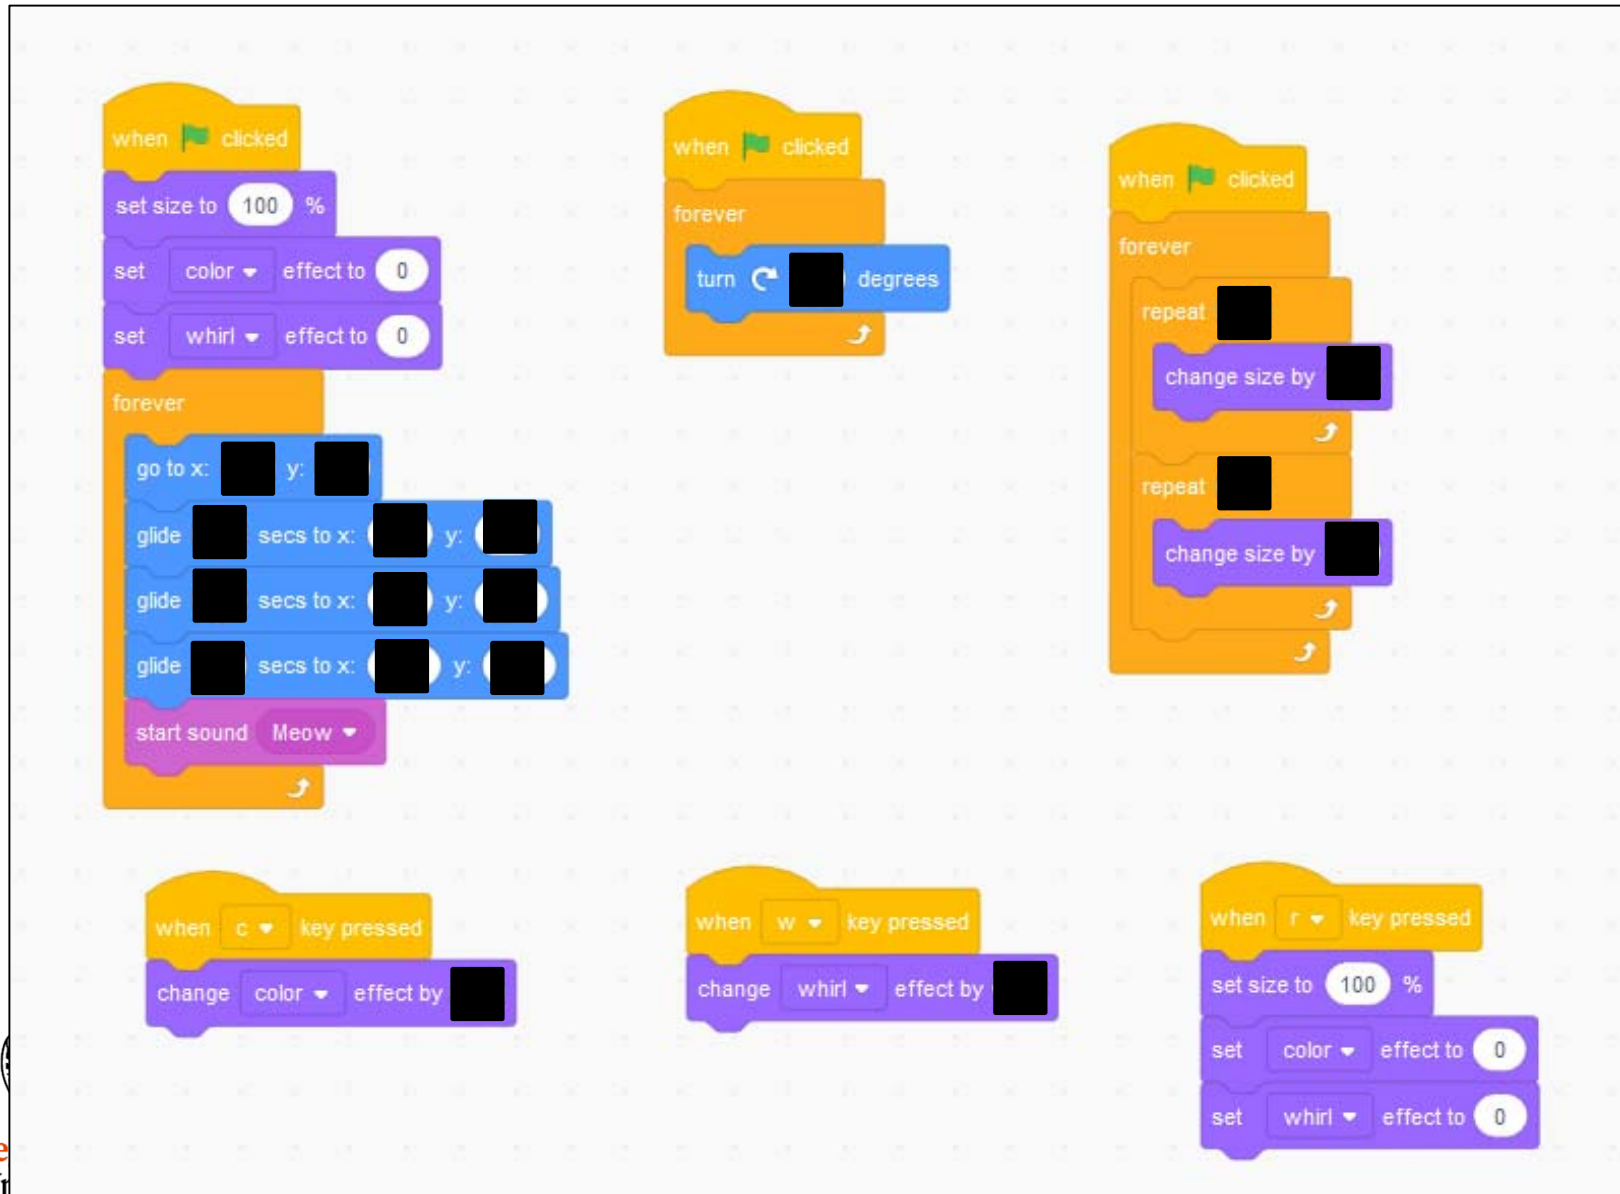 when clicked
set size to 100 %
set color effect to 0
set whirl effect to 0
forever
go to x: y:
glide secs to x: y:
glide secs to x: y:
glide secs to x: y:
start sound Meow
when clicked
forever
turn degrees
when clicked
forever
repeat
change size by
repeat
change size by
when c key pressed
change color effect by
when w key pressed
change whirl effect by
when r key pressed
set size to 100 %
set color effect to 0
set whirl effect to 0